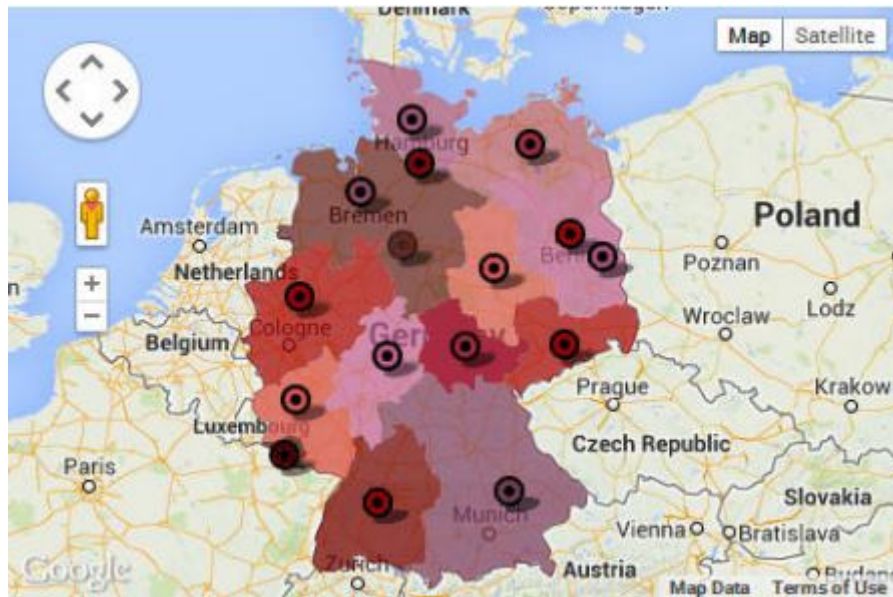 Denmark
Copenhagen
Map
Satellite
Hamburg
Bremen
Amsterdam
Netherlands
Poland
Poznan
Lodz
Wroclaw
Belgium
Cologne
Germany
Prague
Krakow
Luxembourg
Czech Republic
Paris
Slovakia
Munich
Vienna
Bratislava
Zurich
Austria
Google
Map Data
Terms of Use